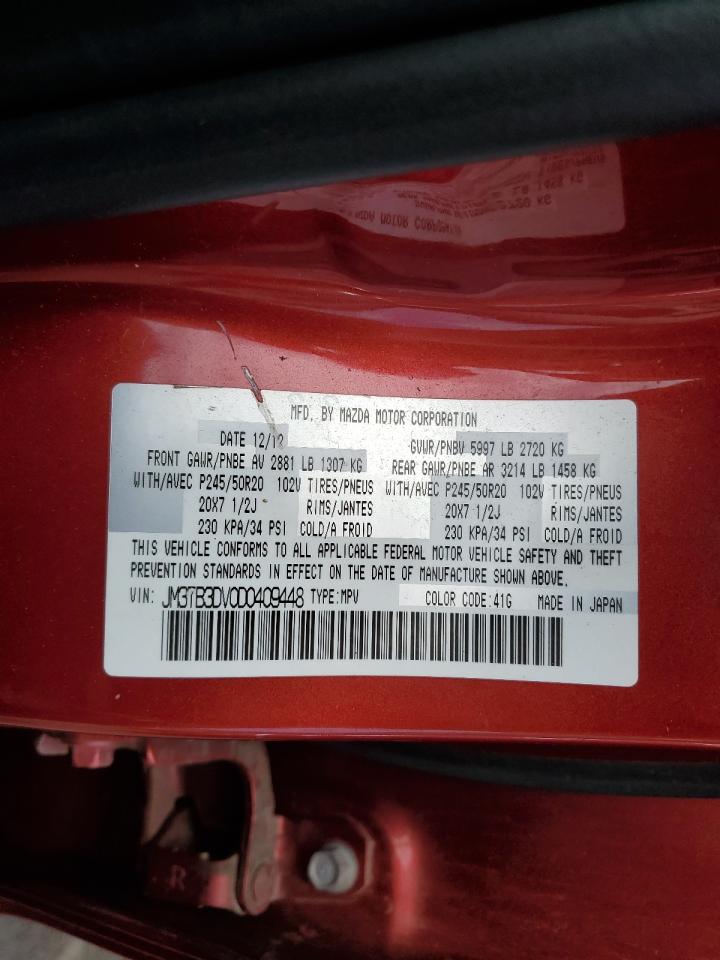 MFD. BY MAZDA MOTOR CORPORATION
DATE 12/12 GVWR/PNBV 5997 LB 2720 KG
FRONT GAWR/PNBE AV 2881 LB 1307 KG REAR GAWR/PNBE AR 3214 LB 1458 KG
WITH/AVEC P245/50R20 102V TIRES/PNEUS WITH/AVEC P245/50R20 102V TIRES/PNEUS
20X7 1/2J RIMS/JANTES 20X7 1/2J RIMS/JANTES
230 KPA/34 PSI COLD/A FROID 230 KPA/34 PSI COLD/A FROID
THIS VEHICLE CONFORMS TO ALL APPLICABLE FEDERAL MOTOR VEHICLE SAFETY AND THEFT
PREVENTION STANDARDS IN EFFECT ON THE DATE OF MANUFACTURE SHOWN ABOVE.
VIN: JM3TB3DV0D0409448 TYPE:MPV COLOR CODE:41G MADE IN JAPAN
R